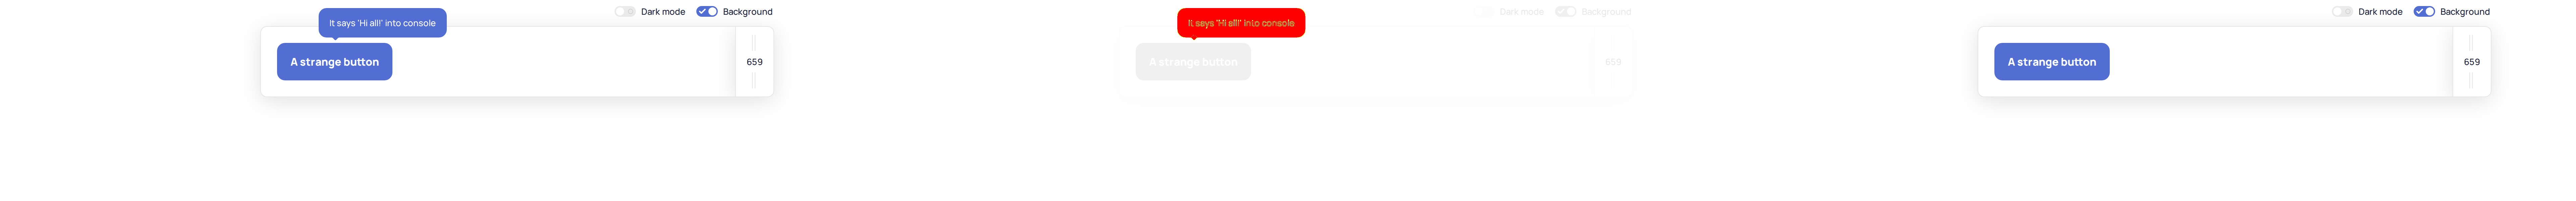 It says 'Hi all!' into console
Dark mode
Background
A strange button
659
It says 'Hi all!' into console
Dark mode
Background
A strange button
659
Dark mode
Background
A strange button
659